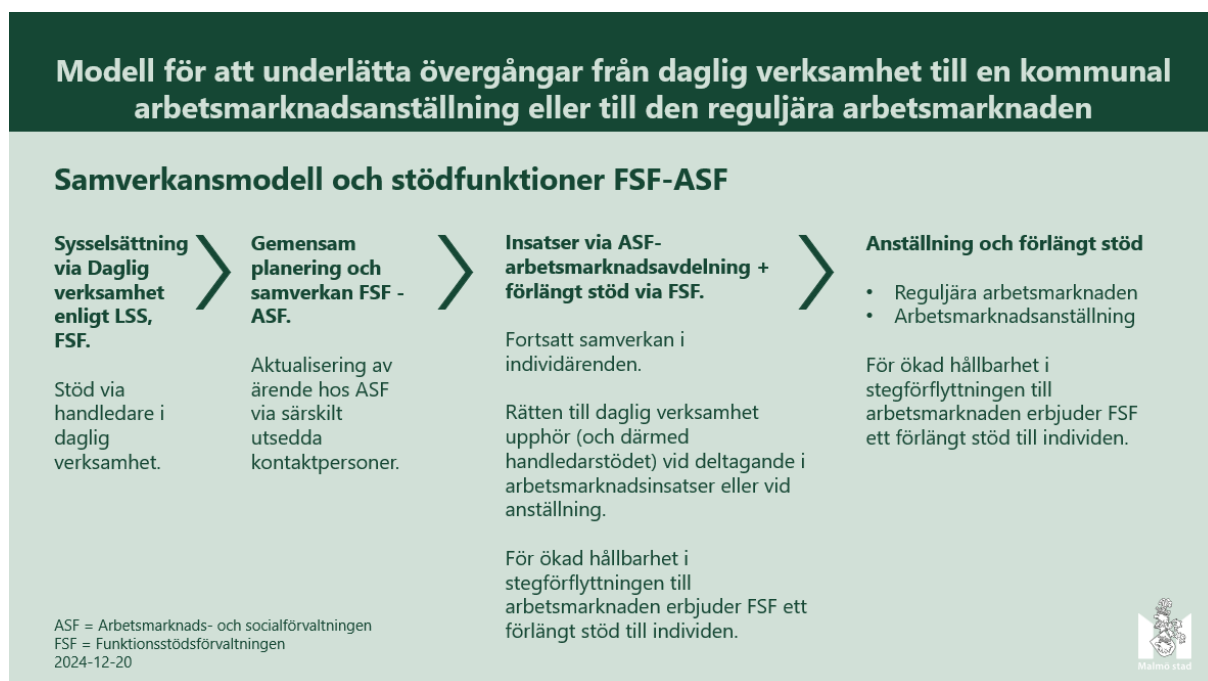 Modell för att underlätta övergångar från daglig verksamhet till en kommunal
arbetsmarknadsanställning eller till den reguljära arbetsmarknaden
Samverkansmodell och stödfunktioner FSF-ASF
Sysselsättning
via Daglig
verksamhet
enligt LSS,
FSF.
Stöd via
handledare i
daglig
verksamhet.
Gemensam
planering och
samverkan FSF -
ASF.
Aktualisering av
ärende hos ASF
via särskilt
utsedda
kontaktpersoner.
Insatser via ASF-
arbetsmarknadsavdelning +
förlängt stöd via FSF.
Fortsatt samverkan i
individärenden.
Rätten till daglig verksamhet
upphör (och därmed
handledarstödet) vid deltagande i
arbetsmarknadsinsatser eller vid
anställning.
För ökad hållbarhet i
stegförflyttningen till
arbetsmarknaden erbjuder FSF ett
förlängt stöd till individen.
Anställning och förlängt stöd
• Reguljära arbetsmarknaden
• Arbetsmarknadsanställning
För ökad hållbarhet i
stegförflyttningen till
arbetsmarknaden erbjuder FSF
ett förlängt stöd till individen.
ASF = Arbetsmarknads- och socialförvaltningen
FSF = Funktionsstödsförvaltningen
2024-12-20
Malmö stad